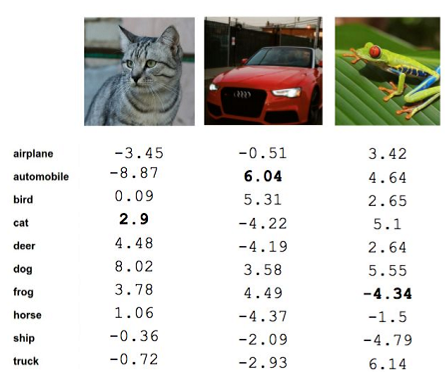 airplane -3.45 -0.51 3.42
automobile -8.87 6.04 4.64
bird 0.09 5.31 2.65
cat 2.9 -4.22 5.1
deer 4.48 -4.19 2.64
dog 8.02 3.58 5.55
frog 3.78 4.49 -4.34
horse 1.06 -4.37 -1.5
ship -0.36 -2.09 -4.79
truck -0.72 -2.93 6.14